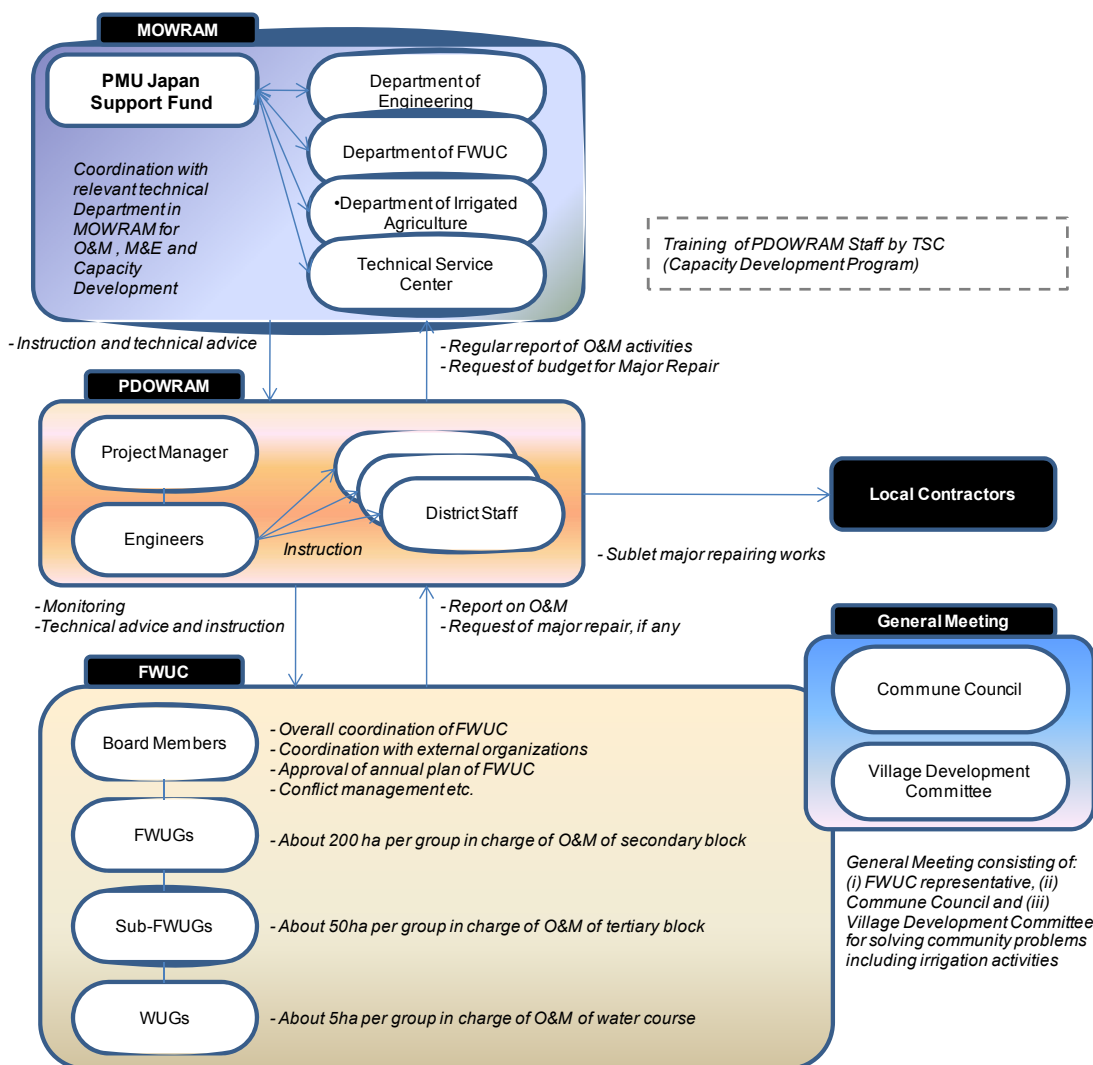 MOWRAM
PMU Japan
Support Fund
Department of
Engineering
Department of FWUC
•Department of Irrigated
Agriculture
Technical Service
Center
Coordination with
relevant technical
Department in
MOWRAM for
O&M , M&E and
Capacity
Development
Training of PDOWRAM Staff by TSC
(Capacity Development Program)
- Instruction and technical advice
- Regular report of O&M activities
- Request of budget for Major Repair
PDOWRAM
Project Manager
Engineers
Instruction
District Staff
Local Contractors
- Sublet major repairing works
- Monitoring
-Technical advice and instruction
- Report on O&M
- Request of major repair, if any
General Meeting
Commune Council
Village Development
Committee
General Meeting consisting of:
(i) FWUC representative, (ii)
Commune Council and (iii)
Village Development Committee
for solving community problems
including irrigation activities
FWUC
Board Members
- Overall coordination of FWUC
- Coordination with external organizations
- Approval of annual plan of FWUC
- Conflict management etc.
FWUGs
- About 200 ha per group in charge of O&M of secondary block
Sub-FWUGs
- About 50ha per group in charge of O&M of tertiary block
WUGs
- About 5ha per group in charge of O&M of water course